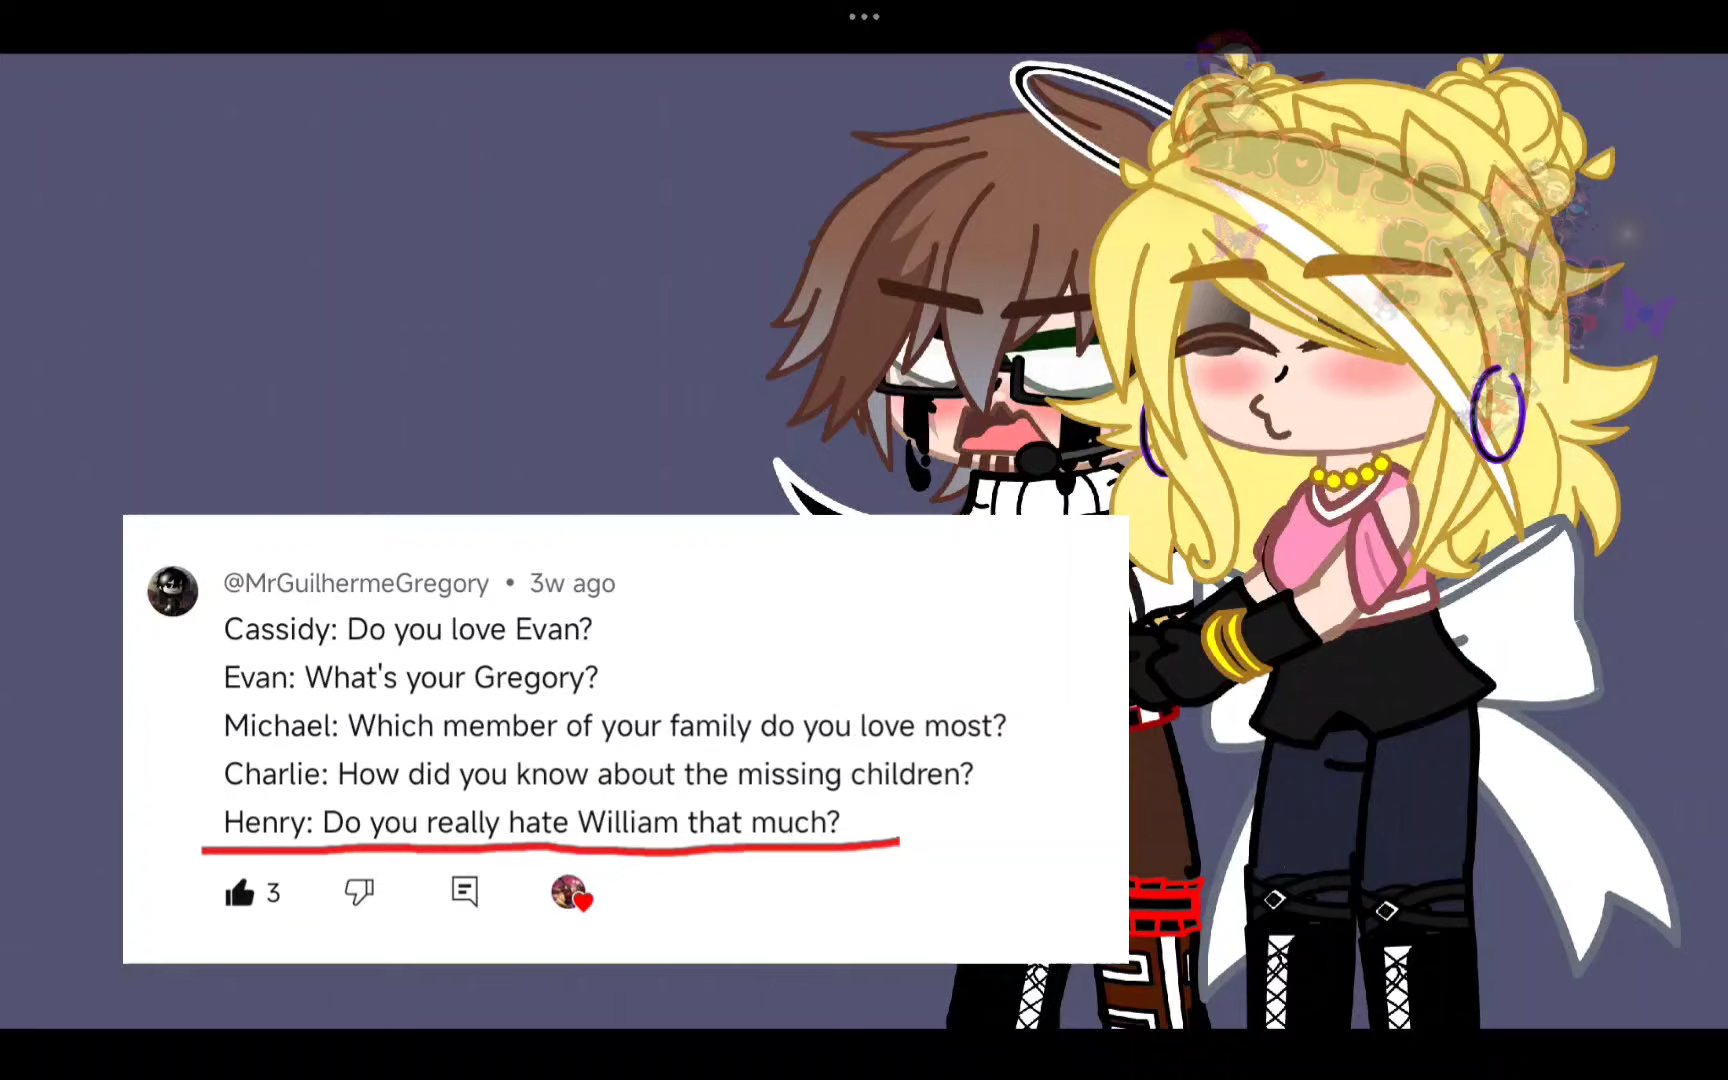 @MrGuilhermeGregory • 3w ago
Cassidy: Do you love Evan?
Evan: What's your Gregory?
Michael: Which member of your family do you love most?
Charlie: How did you know about the missing children?
Henry: Do you really hate William that much?
3